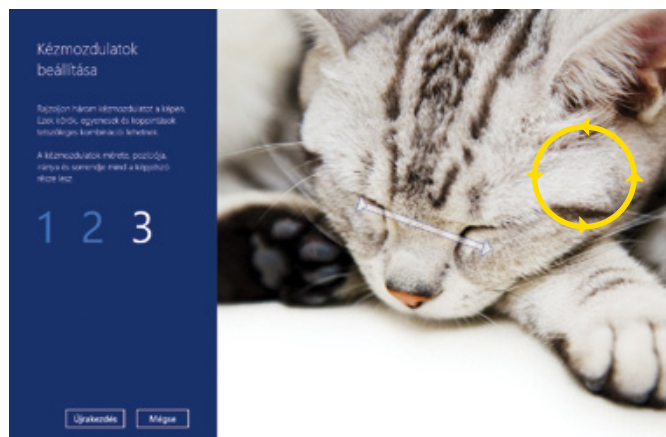 Kézmozdulatok
beállítása
Rajzoljon három kézmozdulatot a képen.
Ezek körök, egyenesek és koppintások
tetszőleges kombinációi lehetnek.
A kézmozdulatok mérete, pozíciója,
iránya és sorrendje mind a képjelszó
része lesz.
1 2 3
Újrakezdés Mégse